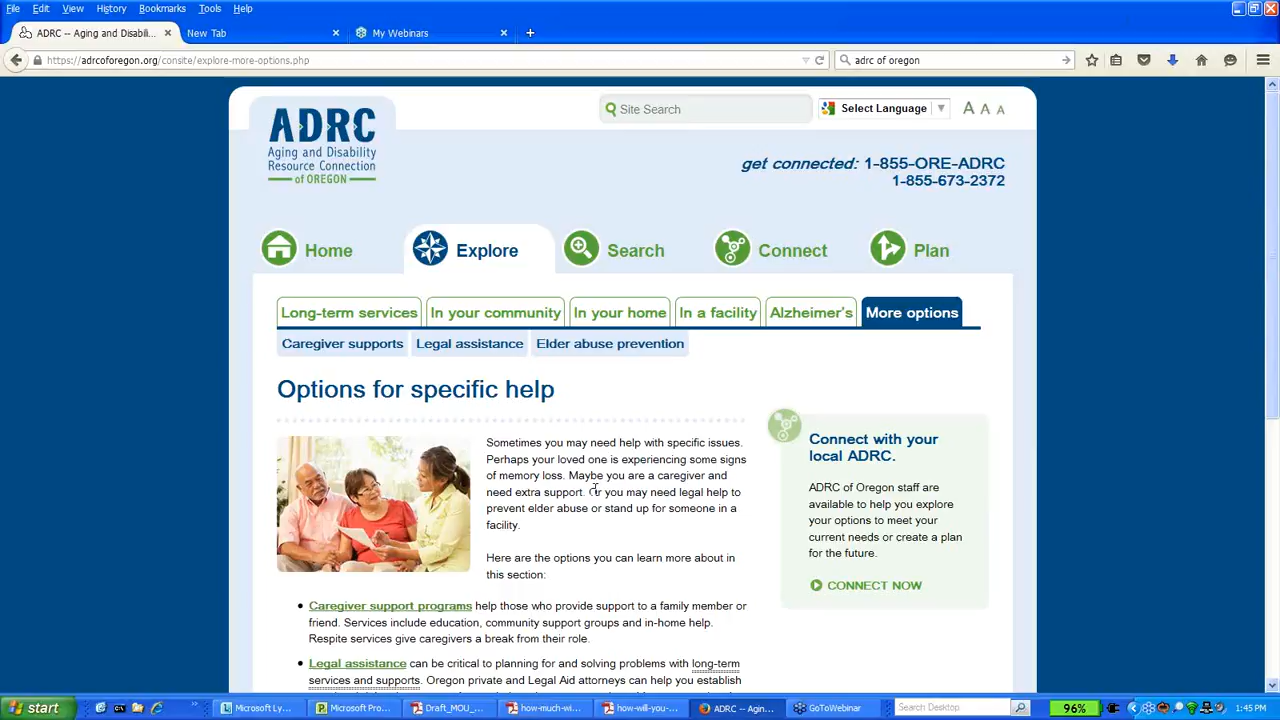 File Edit View History Bookmarks Tools Help
ADRC -- Aging and Disabili... × New Tab × My Webinars × +
https://adrcoforegon.org/consite/explore-more-options.php adrc of oregon
ADRC
Aging and Disability
Resource Connection
of OREGON
Site Search Select Language A A A
get connected: 1-855-ORE-ADRC
1-855-673-2372
Home Explore Search Connect Plan
Long-term services In your community In your home In a facility Alzheimer's More options
Caregiver supports Legal assistance Elder abuse prevention
Options for specific help
Sometimes you may need help with specific issues.
Perhaps your loved one is experiencing some signs
of memory loss. Maybe you are a caregiver and
need extra support. Or you may need legal help to
prevent elder abuse or stand up for someone in a
facility.
Here are the options you can learn more about in
this section:
• Caregiver support programs help those who provide support to a family member or
friend. Services include education, community support groups and in-home help.
Respite services give caregivers a break from their role.
• Legal assistance can be critical to planning for and solving problems with long-term
services and supports. Oregon private and Legal Aid attorneys can help you establish
Connect with your
local ADRC.
ADRC of Oregon staff are
available to help you explore
your options to meet your
current needs or create a plan
for the future.
CONNECT NOW
start Microsoft Ly... Microsoft Pro... Draft_MOU_... how-much-wi... how-will-you-... ADRC -- Agin... GoToWebinar Search Desktop 96% 1:45 PM